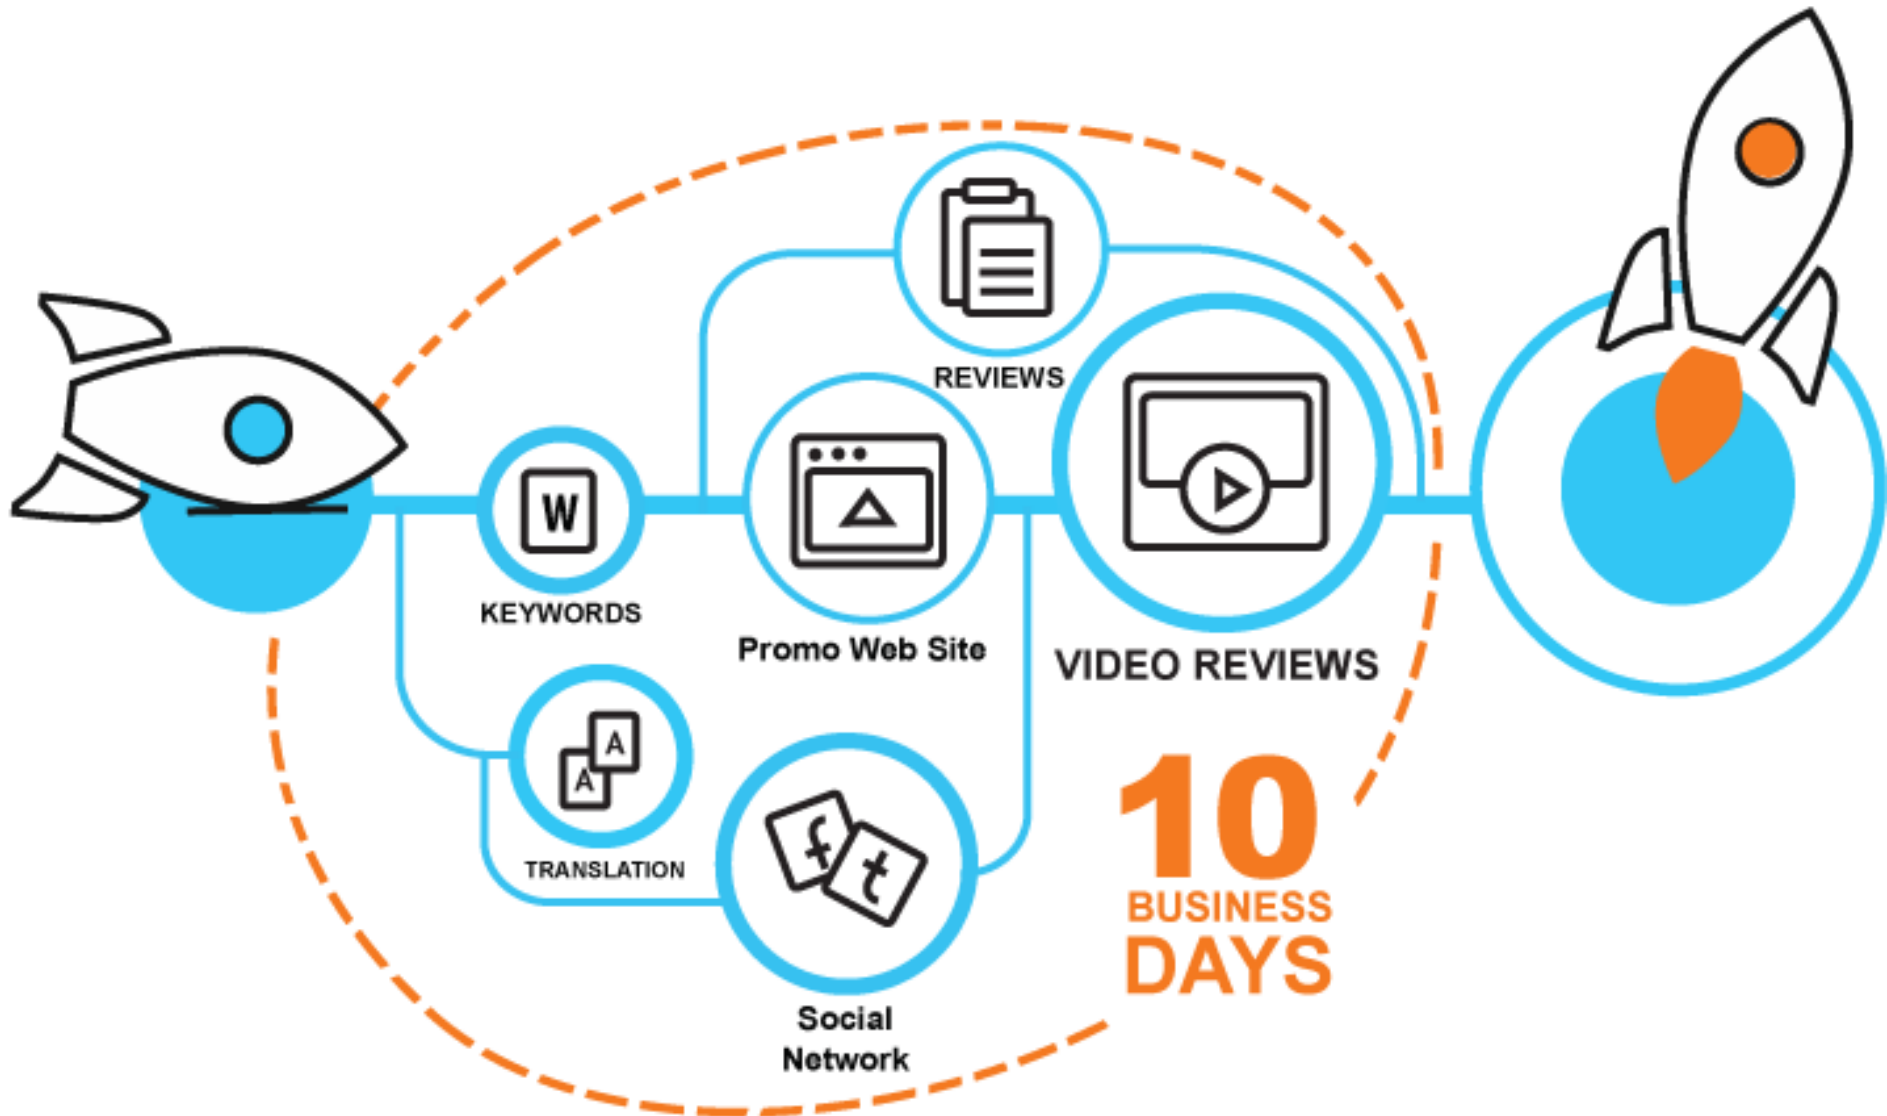 REVIEWS
W
KEYWORDS
Promo Web Site
VIDEO REVIEWS
A
A
TRANSLATION
f
t
Social
Network
10
BUSINESS
DAYS